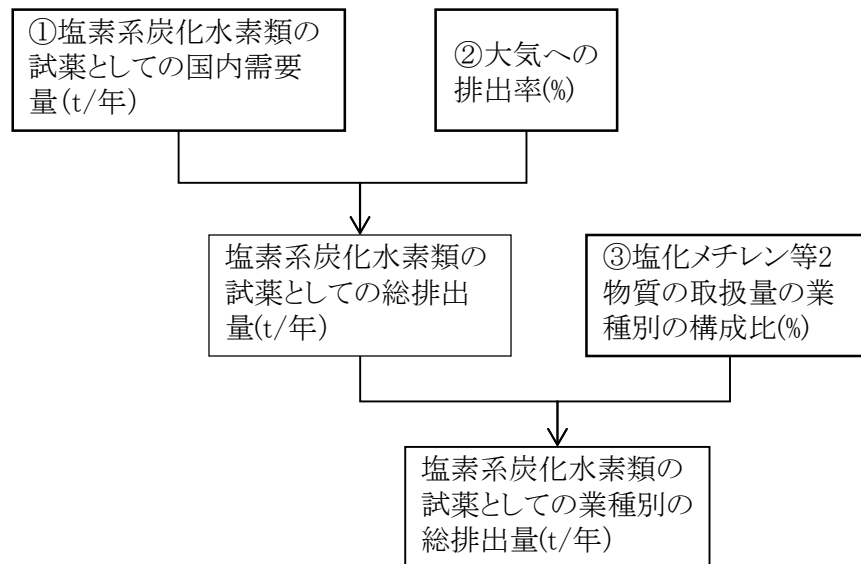 ①塩素系炭化水素類の
試薬としての国内需要
量(t/年)
②大気への
排出率(%)
塩素系炭化水素類の
試薬としての総排出
量(t/年)
③塩化メチレン等2
物質の取扱量の業
種別の構成比(%)
塩素系炭化水素類の
試薬としての業種別の
総排出量(t/年)